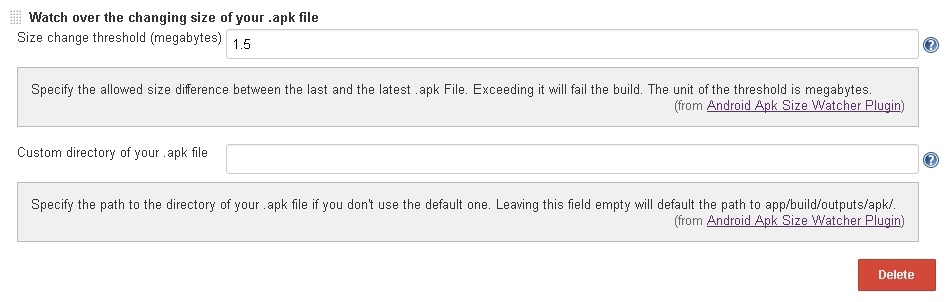 Watch over the changing size of your .apk file
Size change threshold (megabytes) 1.5
Specify the allowed size difference between the last and the latest .apk File. Exceeding it will fail the build. The unit of the threshold is megabytes.
(from Android Apk Size Watcher Plugin)
Custom directory of your .apk file
Specify the path to the directory of your .apk file if you don't use the default one. Leaving this field empty will default the path to app/build/outputs/apk/.
(from Android Apk Size Watcher Plugin)
Delete